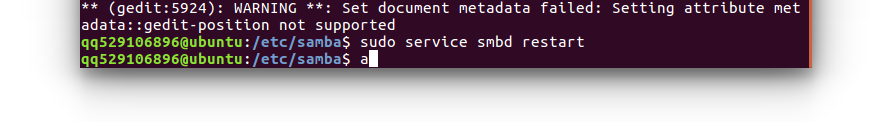 ** (gedit:5924): WARNING **: Set document metadata failed: Setting attribute met
adata::gedit-position not supported
qq529106896@ubuntu:/etc/samba$ sudo service smbd restart
qq529106896@ubuntu:/etc/samba$ a